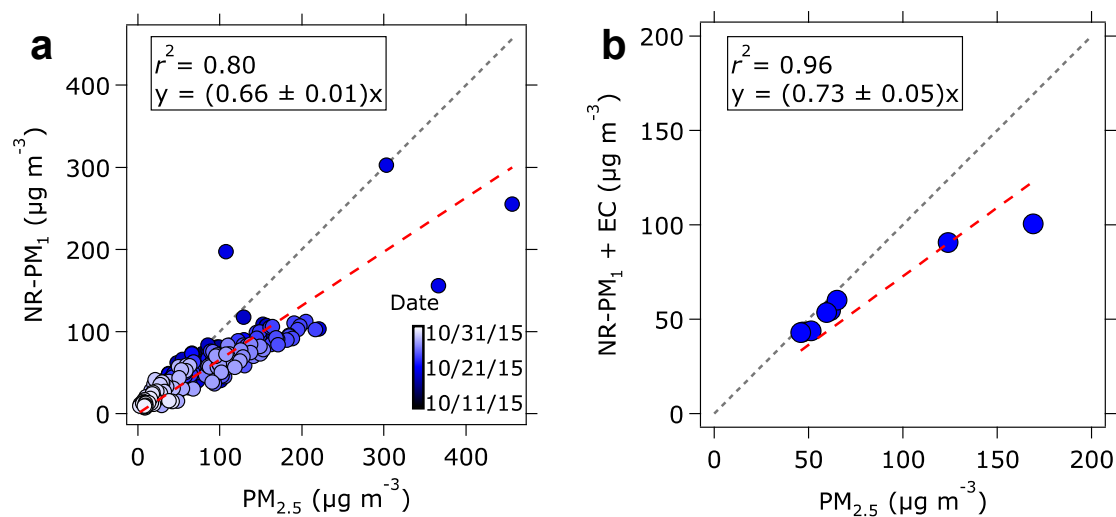 a
r² = 0.80
y = (0.66 ± 0.01)x
400
300
200
100
0
NR-PM₁ (µg m⁻³)
Date
10/31/15
10/21/15
10/11/15
0 100 200 300 400
PM₂.₅ (µg m⁻³)
b
r² = 0.96
y = (0.73 ± 0.05)x
200
150
100
50
0
NR-PM₁ + EC (µg m⁻³)
0 50 100 150 200
PM₂.₅ (µg m⁻³)